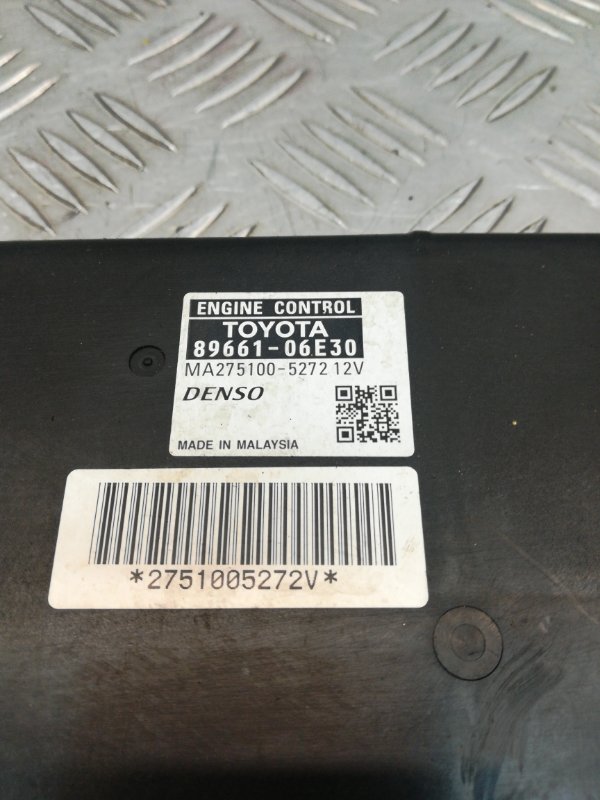 ENGINE CONTROL
TOYOTA
89661-06E30
MA275100-5272 12V
DENSO
MADE IN MALAYSIA
*2751005272V*